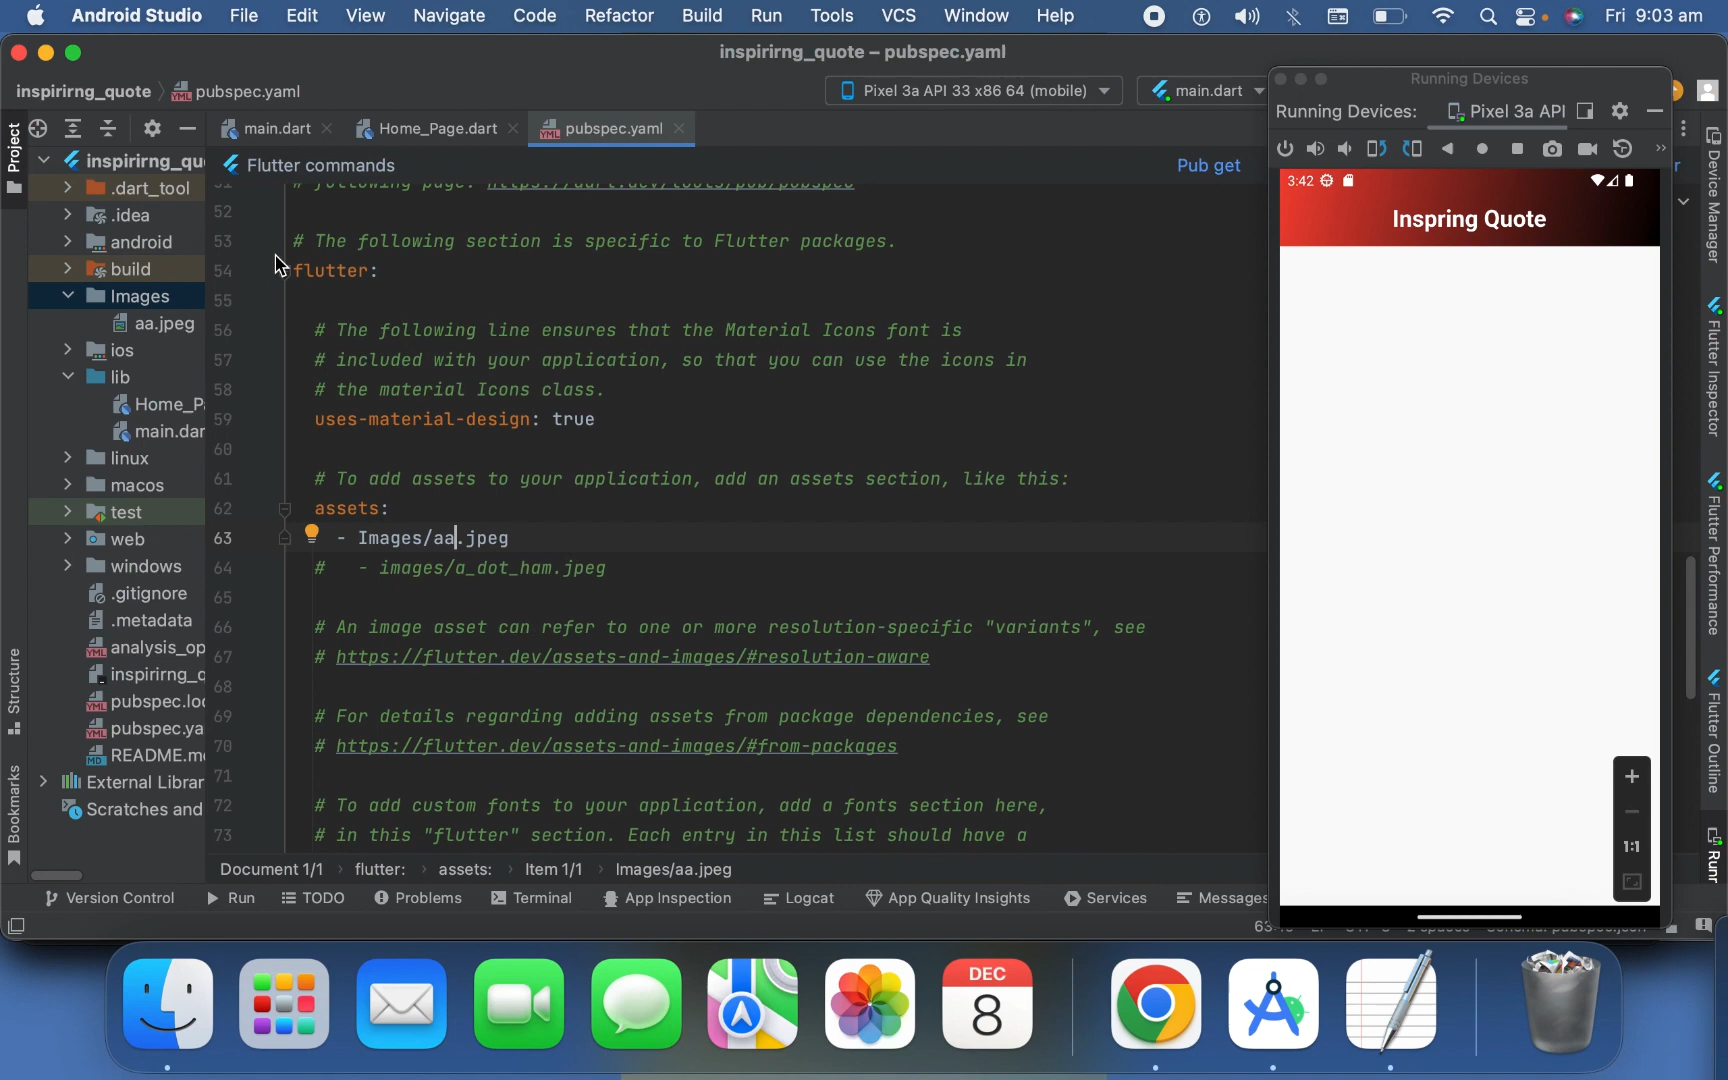 Android Studio File Edit View Navigate Code Refactor Build Run Tools VCS Window Help Fri 9:03 am
inspirirng_quote – pubspec.yaml
inspirirng_quote pubspec.yaml Pixel 3a API 33 x86 64 (mobile) main.dart
Running Devices
Running Devices: Pixel 3a API
Project
main.dart Home_Page.dart pubspec.yaml
Flutter commands Pub get
inspirirng_qu
.dart_tool
.idea
android
build
Images
aa.jpeg
ios
lib
Home_P
main.dar
linux
macos
test
web
windows
.gitignore
.metadata
analysis_op
inspirirng_q
pubspec.loc
pubspec.ya
README.m
External Librar
Scratches and
Structure
Bookmarks
# following page: https://dart.dev/tools/pub/pubspec
52
53 # The following section is specific to Flutter packages.
54 flutter:
55
56 # The following line ensures that the Material Icons font is
57 # included with your application, so that you can use the icons in
58 # the material Icons class.
59 uses-material-design: true
60
61 # To add assets to your application, add an assets section, like this:
62 assets:
63 - Images/aa.jpeg
64 # - images/a_dot_ham.jpeg
65
66 # An image asset can refer to one or more resolution-specific "variants", see
67 # https://flutter.dev/assets-and-images/#resolution-aware
68
69 # For details regarding adding assets from package dependencies, see
70 # https://flutter.dev/assets-and-images/#from-packages
71
72 # To add custom fonts to your application, add a fonts section here,
73 # in this "flutter" section. Each entry in this list should have a
Document 1/1 flutter: assets: Item 1/1 Images/aa.jpeg
Version Control Run TODO Problems Terminal App Inspection Logcat App Quality Insights Services Messages
3:42
Inspring Quote
1:1
Device Manager
Flutter Inspector
Flutter Performance
Flutter Outline
Runr
DEC
8